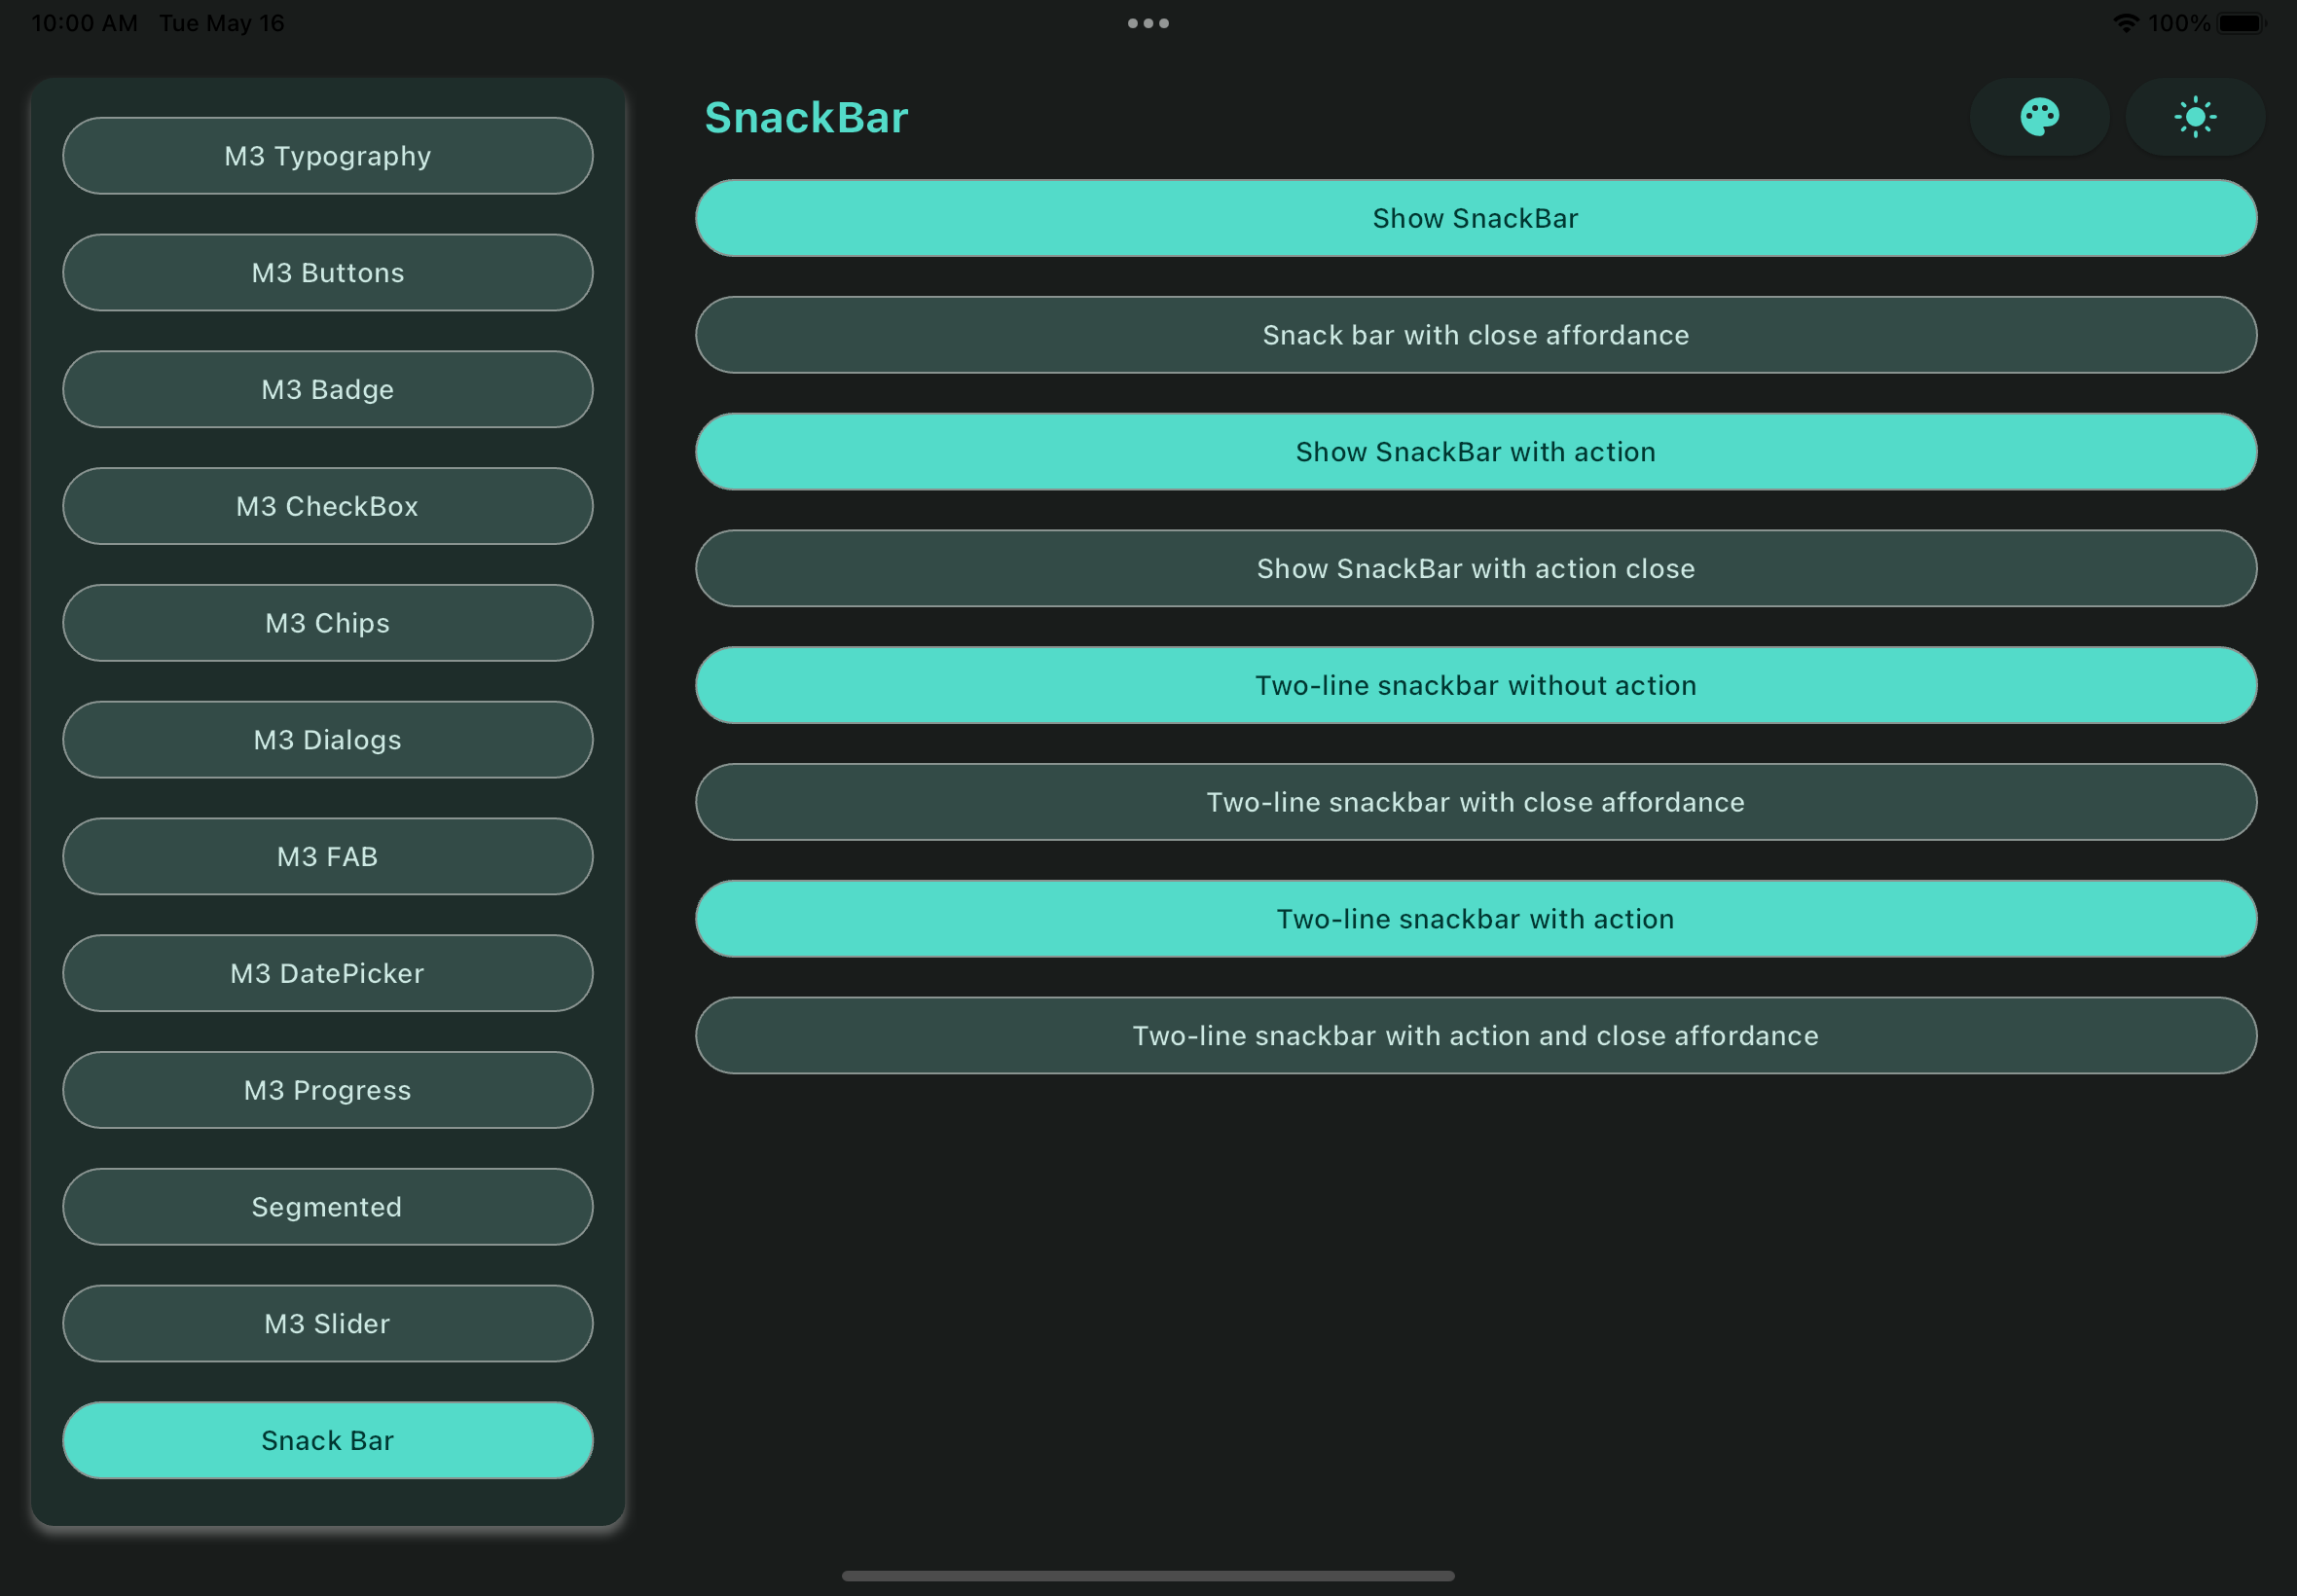 10:00 AM Tue May 16
100%
M3 Typography
M3 Buttons
M3 Badge
M3 CheckBox
M3 Chips
M3 Dialogs
M3 FAB
M3 DatePicker
M3 Progress
Segmented
M3 Slider
Snack Bar
SnackBar
Show SnackBar
Snack bar with close affordance
Show SnackBar with action
Show SnackBar with action close
Two-line snackbar without action
Two-line snackbar with close affordance
Two-line snackbar with action
Two-line snackbar with action and close affordance